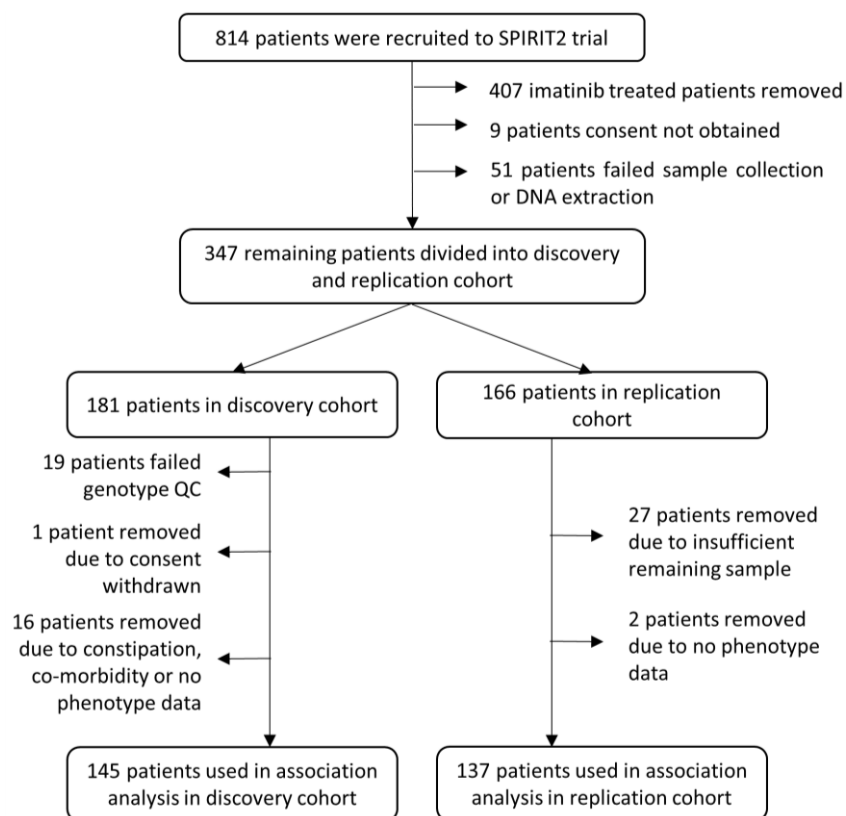 814 patients were recruited to SPIRIT2 trial
407 imatinib treated patients removed
9 patients consent not obtained
51 patients failed sample collection
or DNA extraction
347 remaining patients divided into discovery
and replication cohort
181 patients in discovery cohort
166 patients in replication
cohort
19 patients failed
genotype QC
1 patient removed
due to consent
withdrawn
16 patients removed
due to constipation,
co-morbidity or no
phenotype data
27 patients removed
due to insufficient
remaining sample
2 patients removed
due to no phenotype
data
145 patients used in association
analysis in discovery cohort
137 patients used in association
analysis in replication cohort